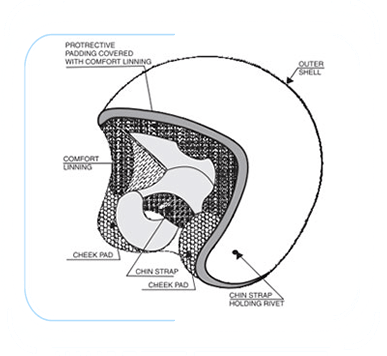 PROTRECTIVE
PADDING COVERED
WITH COMFORT LINNING
OUTER
SHELL
COMFORT
LINNING
CHEEK PAD
CHIN STRAP
CHEEK PAD
CHIN STRAP
HOLDING RIVET